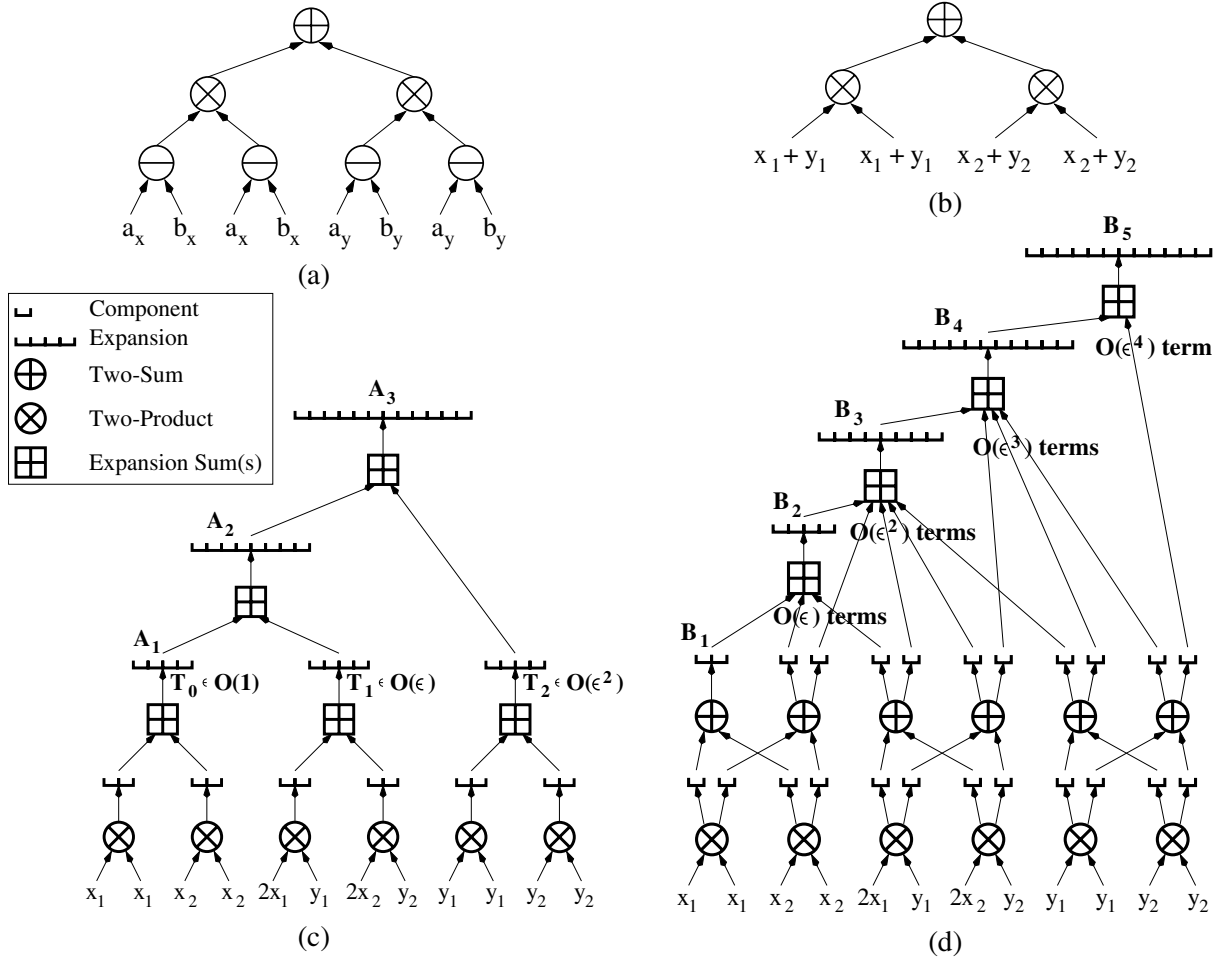 a_x b_x a_x b_x a_y b_y a_y b_y
(a)
x_1 + y_1 x_1 + y_1 x_2 + y_2 x_2 + y_2
(b)
Component
Expansion
Two-Sum
Two-Product
Expansion Sum(s)
A_3
A_2
A_1
T_0 ∈ O(1) T_1 ∈ O(ε) T_2 ∈ O(ε^2)
x_1 x_1 x_2 x_2 2x_1 y_1 2x_2 y_2 y_1 y_1 y_2 y_2
(c)
B_5
B_4
O(ε^4) term
B_3
O(ε^3) terms
B_2
O(ε^2) terms
O(ε) terms
B_1
x_1 x_1 x_2 x_2 2x_1 y_1 2x_2 y_2 y_1 y_1 y_2 y_2
(d)